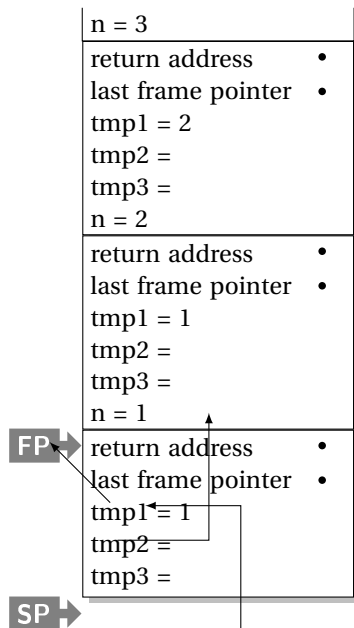 n = 3
return address •
last frame pointer •
tmp1 = 2
tmp2 =
tmp3 =
n = 2
return address •
last frame pointer •
tmp1 = 1
tmp2 =
tmp3 =
n = 1
FP
return address •
last frame pointer •
tmp1 = 1
tmp2 =
tmp3 =
SP